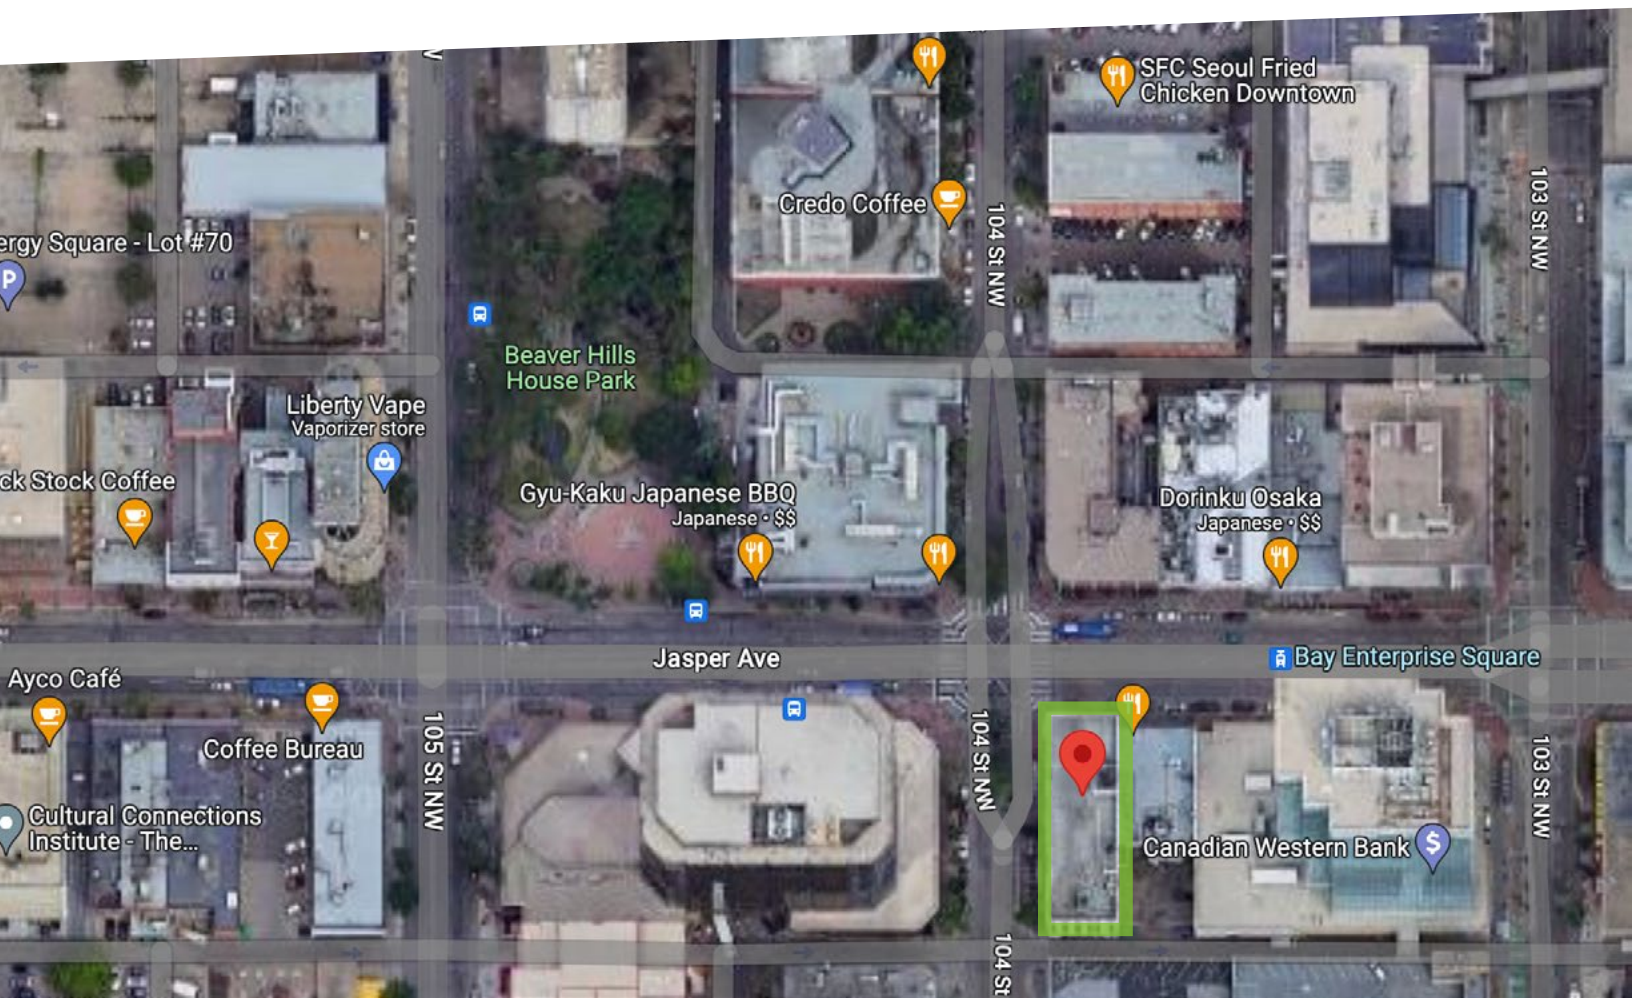 SFC Seoul Fried
Chicken Downtown
Credo Coffee
104 St NW
103 St NW
ergy Square - Lot #70
P
Beaver Hills
House Park
Liberty Vape
Vaporizer store
ck Stock Coffee
Gyu-Kaku Japanese BBQ
Japanese • $$
Dorinku Osaka
Japanese • $$
Jasper Ave
Bay Enterprise Square
Ayco Café
Coffee Bureau
105 St NW
104 St NW
103 St NW
Cultural Connections
Institute - The...
Canadian Western Bank
$
104 St